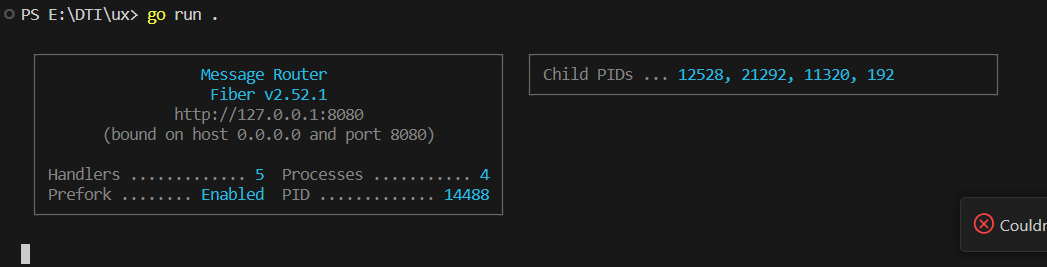 PS E:\DTI\ux> go run .
Message Router
Fiber v2.52.1
http://127.0.0.1:8080
(bound on host 0.0.0.0 and port 8080)
Handlers ............. 5 Processes ........... 4
Prefork ........ Enabled PID ............. 14488
Child PIDs ... 12528, 21292, 11320, 192